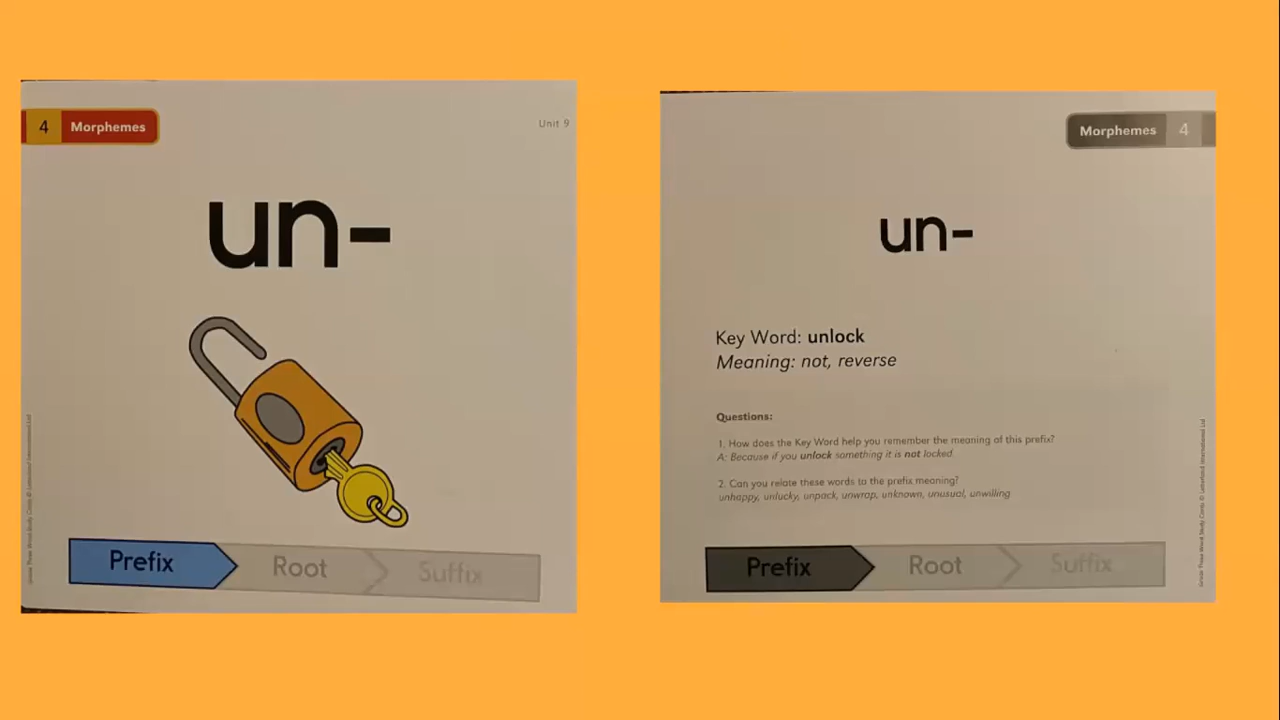 4 Morphemes
Unit 9
un-
Prefix Root Suffix
Morphemes 4
un-
Key Word: unlock
Meaning: not, reverse
Questions:
1. How does the Key Word help you remember the meaning of this prefix?
A: Because if you unlock something it is not locked.
2. Can you relate these words to the prefix meaning?
unhappy, unlucky, unpack, unwrap, unknown, unusual, unwilling
Prefix Root Suffix